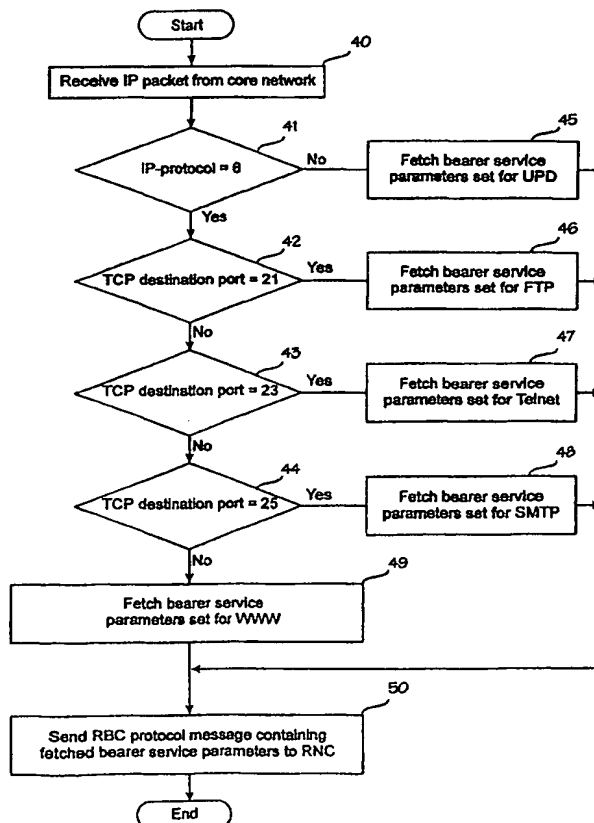 Start
40
Receive IP packet from core network
41
IP-protocol = 6
No
45
Fetch bearer service
parameters set for UPD
Yes
42
TCP destination port = 21
Yes
46
Fetch bearer service
parameters set for FTP
No
43
TCP destination port = 23
Yes
47
Fetch bearer service
parameters set for Telnet
No
44
TCP destination port = 25
Yes
48
Fetch bearer service
parameters set for SMTP
No
49
Fetch bearer service
parameters set for WWW
50
Send RBC protocol message containing
fetched bearer service parameters to RNC
End